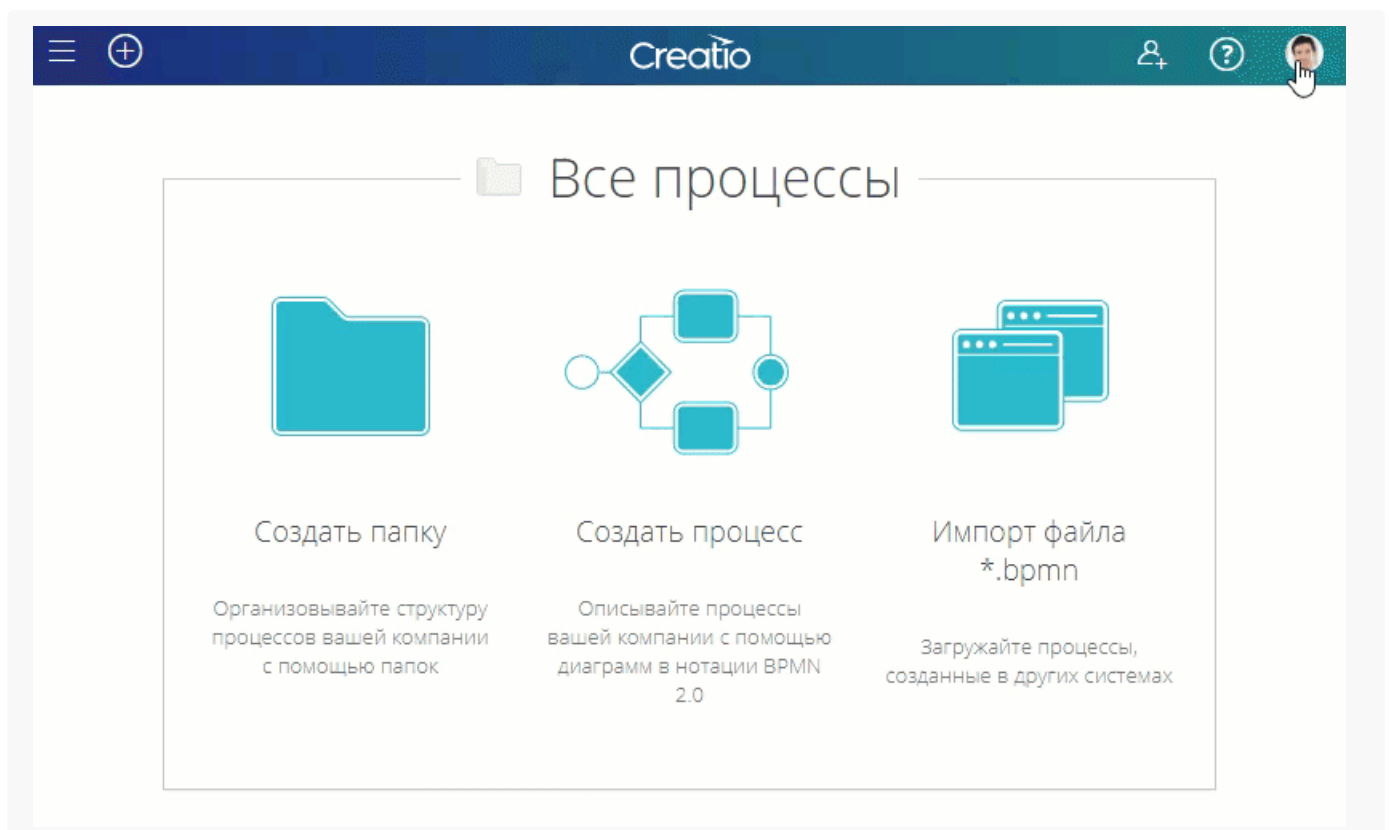 Creatio
Все процессы
Создать папку
Организовывайте структуру
процессов вашей компании
с помощью папок
Создать процесс
Описывайте процессы
вашей компании с помощью
диаграмм в нотации BPMN
2.0
Импорт файла
*.bpmn
Загружайте процессы,
созданные в других системах